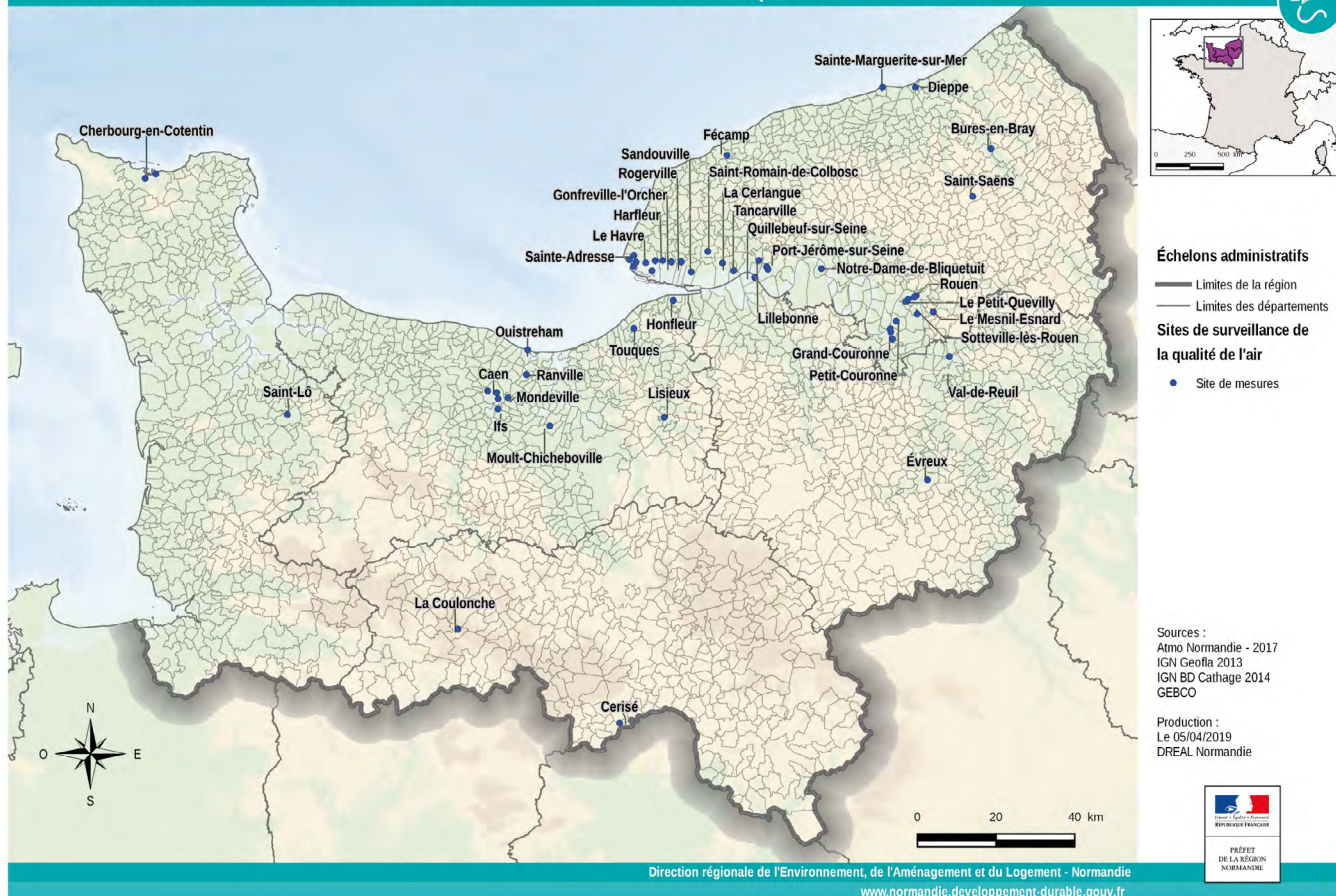 Sainte-Marguerite-sur-Mer
Dieppe
Cherbourg-en-Cotentin
Fécamp
Bures-en-Bray
Sandouville
Rogerville
Saint-Romain-de-Colbosc
Saint-Saëns
Gonfreville-l'Orcher
La Cerlangue
Harfleur
Tancarville
Le Havre
Quillebeuf-sur-Seine
Sainte-Adresse
Port-Jérôme-sur-Seine
Notre-Dame-de-Bliquetuit
Rouen
Le Petit-Quevilly
Le Mesnil-Esnard
Sotteville-lès-Rouen
Lillebonne
Honfleur
Ouistreham
Touques
Grand-Couronne
Petit-Couronne
Caen
Ranville
Mondeville
Saint-Lô
Lisieux
Val-de-Reuil
Ifs
Moult-Chicheboville
Évreux
La Coulonche
Cerisé
N
O
E
S
0 20 40 km
0 250 500 km
Échelons administratifs
Limites de la région
Limites des départements
Sites de surveillance de
la qualité de l'air
Site de mesures
Sources :
Atmo Normandie - 2017
IGN Geofla 2013
IGN BD Cathage 2014
GEBCO
Production :
Le 05/04/2019
DREAL Normandie
Liberté • Égalité • Fraternité
RÉPUBLIQUE FRANÇAISE
PRÉFET
DE LA RÉGION
NORMANDIE
Direction régionale de l'Environnement, de l'Aménagement et du Logement - Normandie
www.normandie.developpement-durable.gouv.fr